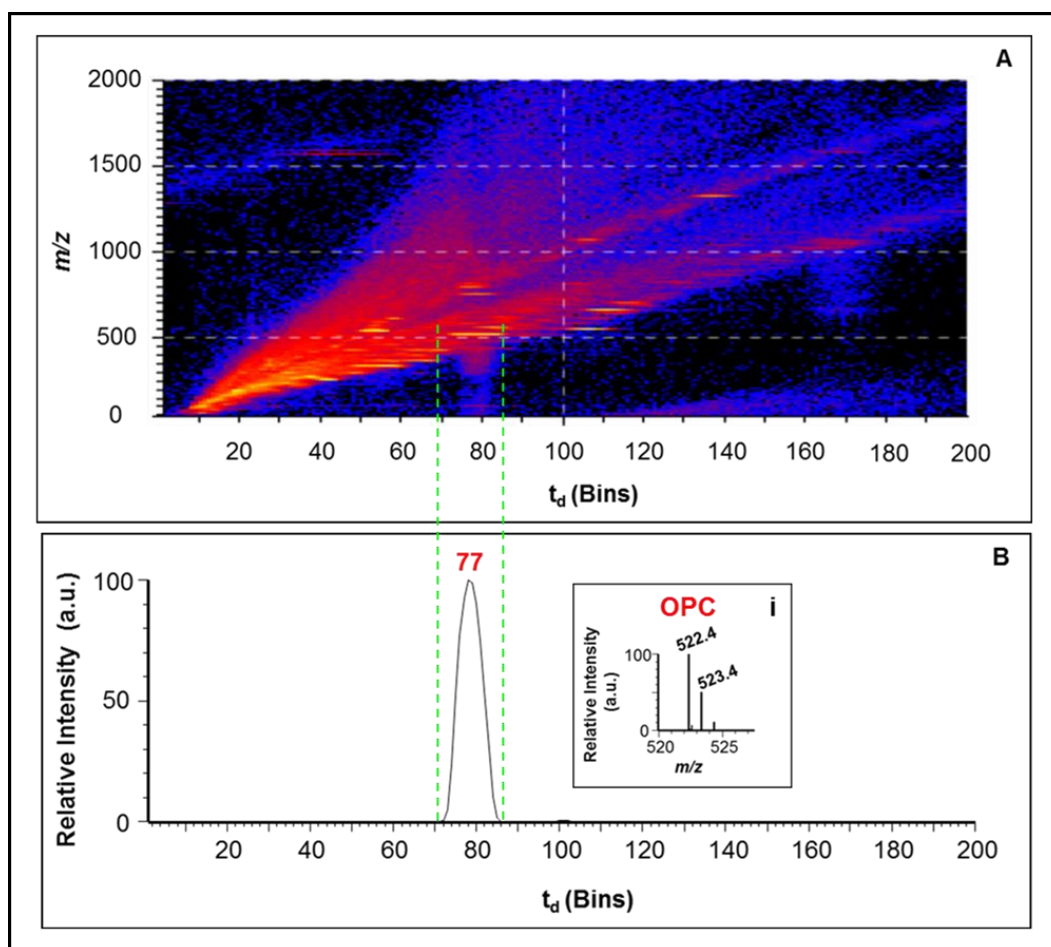 A
2000
1500
1000
500
0
m/z
20 40 60 80 100 120 140 160 180 200
t_d (Bins)
B
77
100
50
0
Relative Intensity (a.u.)
OPC i
522.4
523.4
100
0
Relative Intensity
(a.u.)
520 525
m/z
20 40 60 80 100 120 140 160 180 200
t_d (Bins)